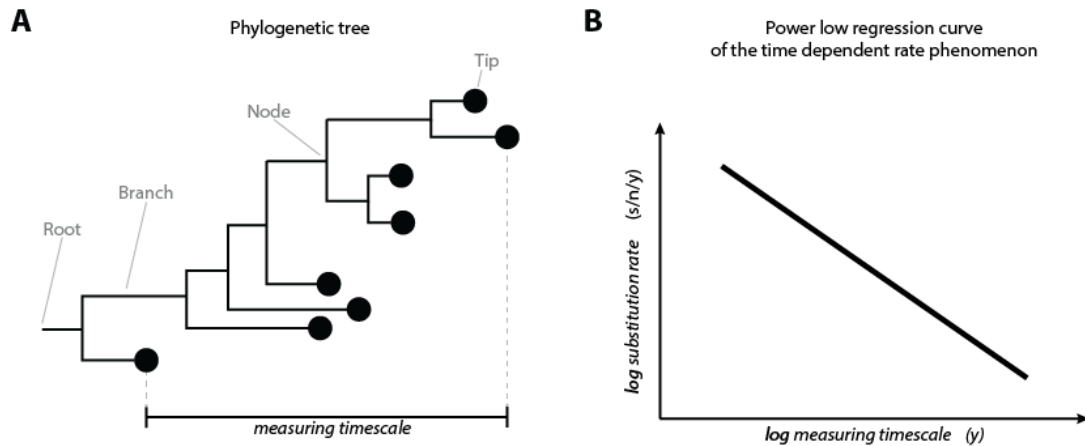 A
Phylogenetic tree
Tip
Node
Branch
Root
measuring timescale
B
Power low regression curve
of the time dependent rate phenomenon
log substitution rate (s/n/y)
log measuring timescale (y)